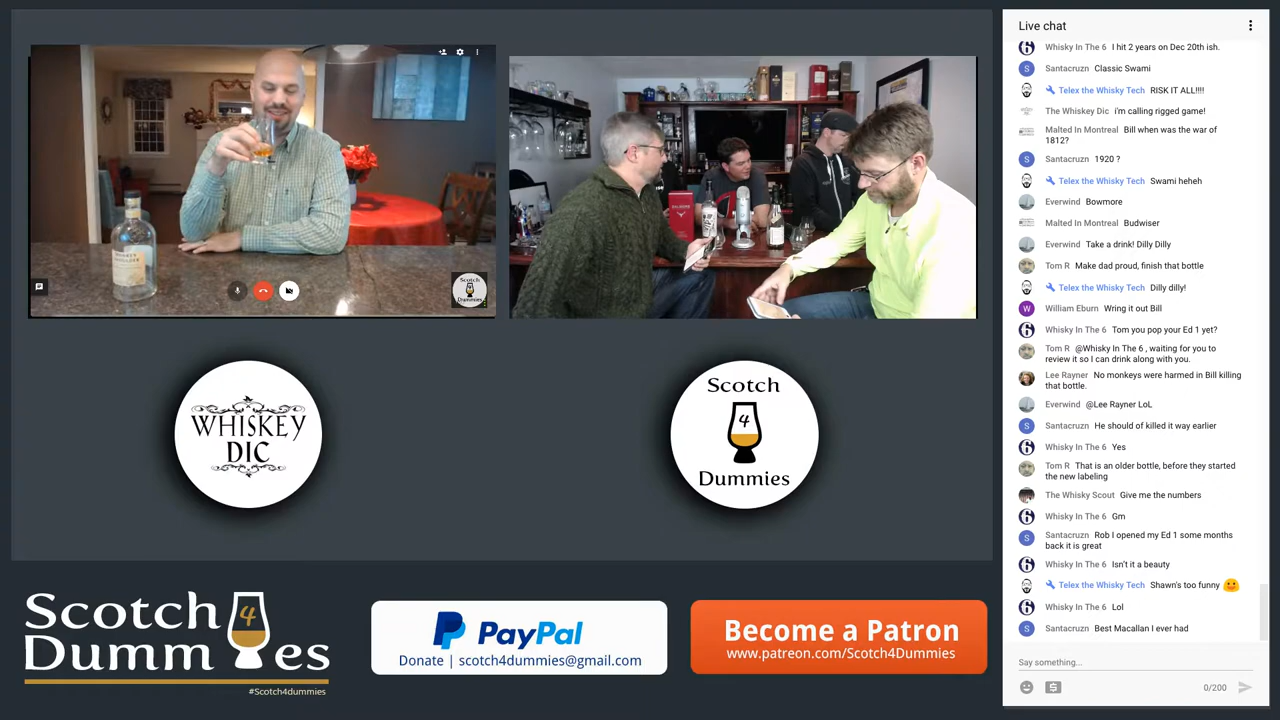 Scotch
4
Dummies
WHISKEY
DIC
Scotch
4
Dummies
Scotch
4
Dummies
#Scotch4dummies
PayPal
Donate | scotch4dummies@gmail.com
Become a Patron
www.patreon.com/Scotch4Dummies
Live chat
Whisky In The 6 I hit 2 years on Dec 20th ish.
Santacruzn Classic Swami
Telex the Whisky Tech RISK IT ALL!!!!
The Whiskey Dic i'm calling rigged game!
Malted In Montreal Bill when was the war of
1812?
Santacruzn 1920 ?
Telex the Whisky Tech Swami heheh
Everwind Bowmore
Malted In Montreal Budwiser
Everwind Take a drink! Dilly Dilly
Tom R Make dad proud, finish that bottle
Telex the Whisky Tech Dilly dilly!
William Eburn Wring it out Bill
Whisky In The 6 Tom you pop your Ed 1 yet?
Tom R @Whisky In The 6 , waiting for you to
review it so I can drink along with you.
Lee Rayner No monkeys were harmed in Bill killing
that bottle.
Everwind @Lee Rayner LoL
Santacruzn He should of killed it way earlier
Whisky In The 6 Yes
Tom R That is an older bottle, before they started
the new labeling
The Whisky Scout Give me the numbers
Whisky In The 6 Gm
Santacruzn Rob I opened my Ed 1 some months
back it is great
Whisky In The 6 Isn't it a beauty
Telex the Whisky Tech Shawn's too funny
Whisky In The 6 Lol
Santacruzn Best Macallan I ever had
Say something...
0/200